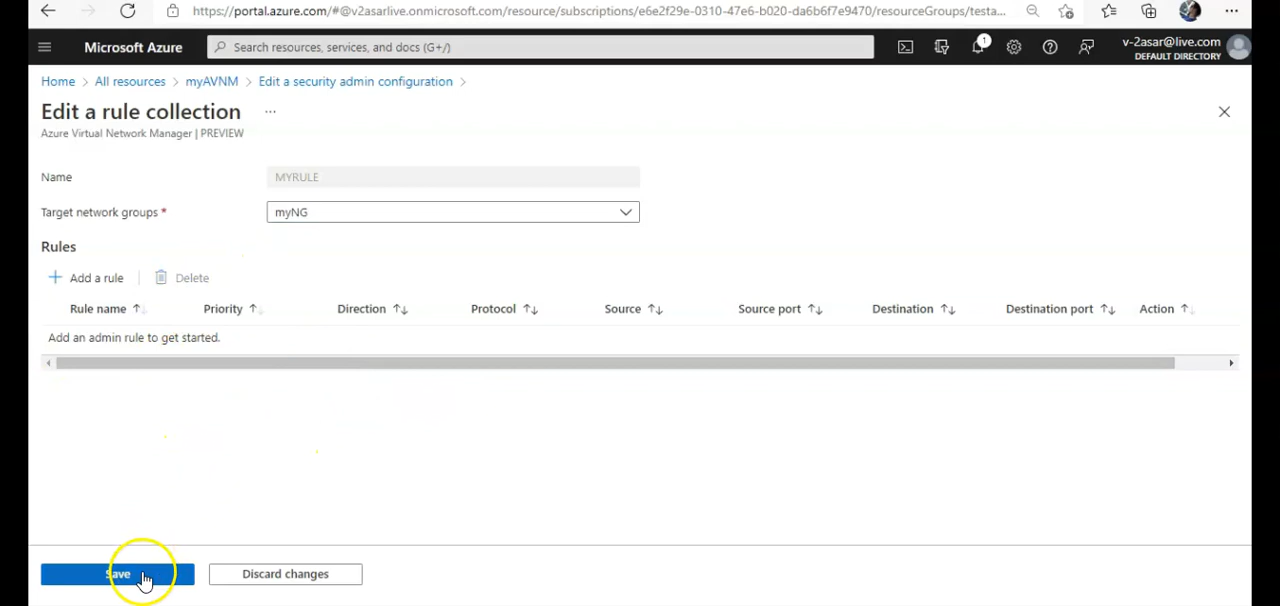 https://portal.azure.com/#@v2asarlive.onmicrosoft.com/resource/subscriptions/e6e2f29e-0310-47e6-b020-da6b6f7e9470/resourceGroups/testa...
Microsoft Azure
Search resources, services, and docs (G+/)
1
v-2asar@live.com
DEFAULT DIRECTORY
Home > All resources > myAVNM > Edit a security admin configuration >
Edit a rule collection ...
Azure Virtual Network Manager | PREVIEW
Name
MYRULE
Target network groups *
myNG
Rules
Add a rule
Delete
Rule name Priority Direction Protocol Source Source port Destination Destination port Action
Add an admin rule to get started.
Save
Discard changes